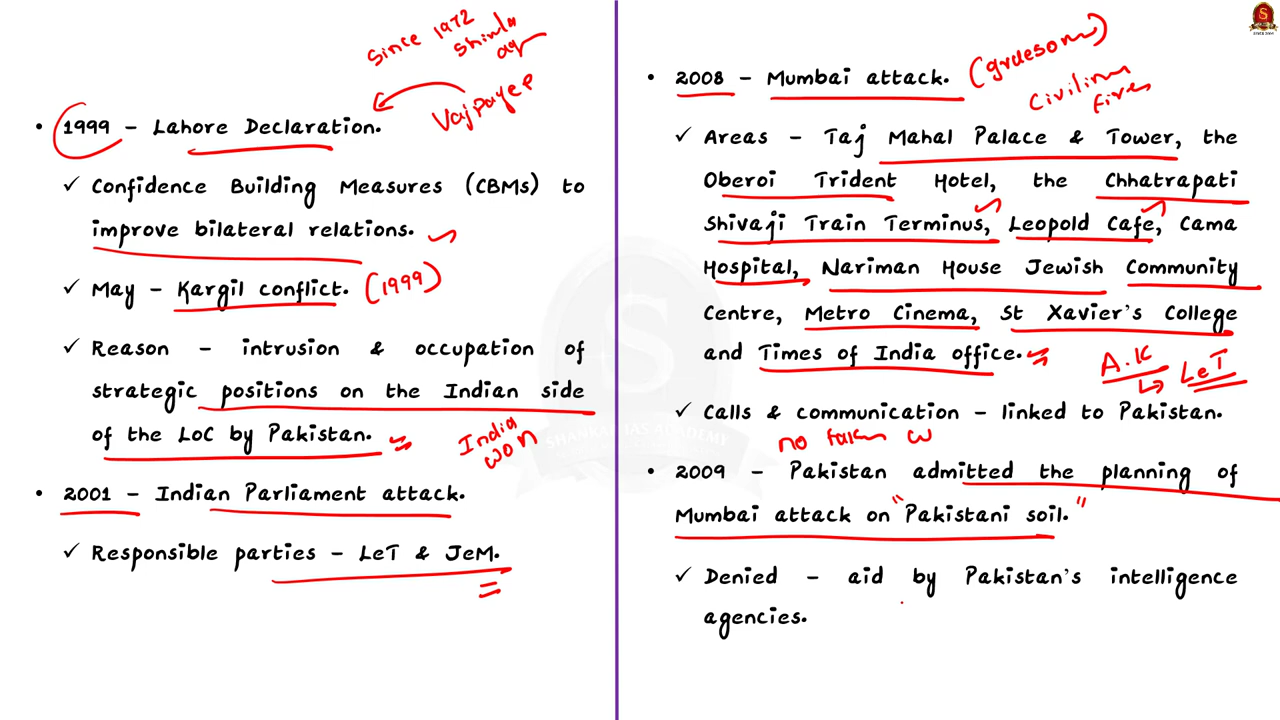 Since 1972
Shimla
ag
Vajpayee
• 1999 – Lahore Declaration.
✓ Confidence Building Measures (CBMs) to
improve bilateral relations.
✓ May – Kargil conflict. (1999)
✓ Reason – intrusion & occupation of
strategic positions on the Indian side
of the LoC by Pakistan.
India
won
• 2001 – Indian Parliament attack.
✓ Responsible parties – LeT & JeM.
S
• 2008 – Mumbai attack. (gruesome)
civilian
fires
✓ Areas – Taj Mahal Palace & Tower, the
Oberoi Trident Hotel, the Chhatrapati
Shivaji Train Terminus, Leopold Cafe, Cama
Hospital, Nariman House Jewish Community
Centre, Metro Cinema, St Xavier's College
and Times of India office.
A.K
LeT
✓ Calls & communication – linked to Pakistan.
no
• 2009 – Pakistan admitted the planning of
Mumbai attack on "Pakistani soil."
✓ Denied – aid by Pakistan's intelligence
agencies.
SHANKAR IAS ACADEMY